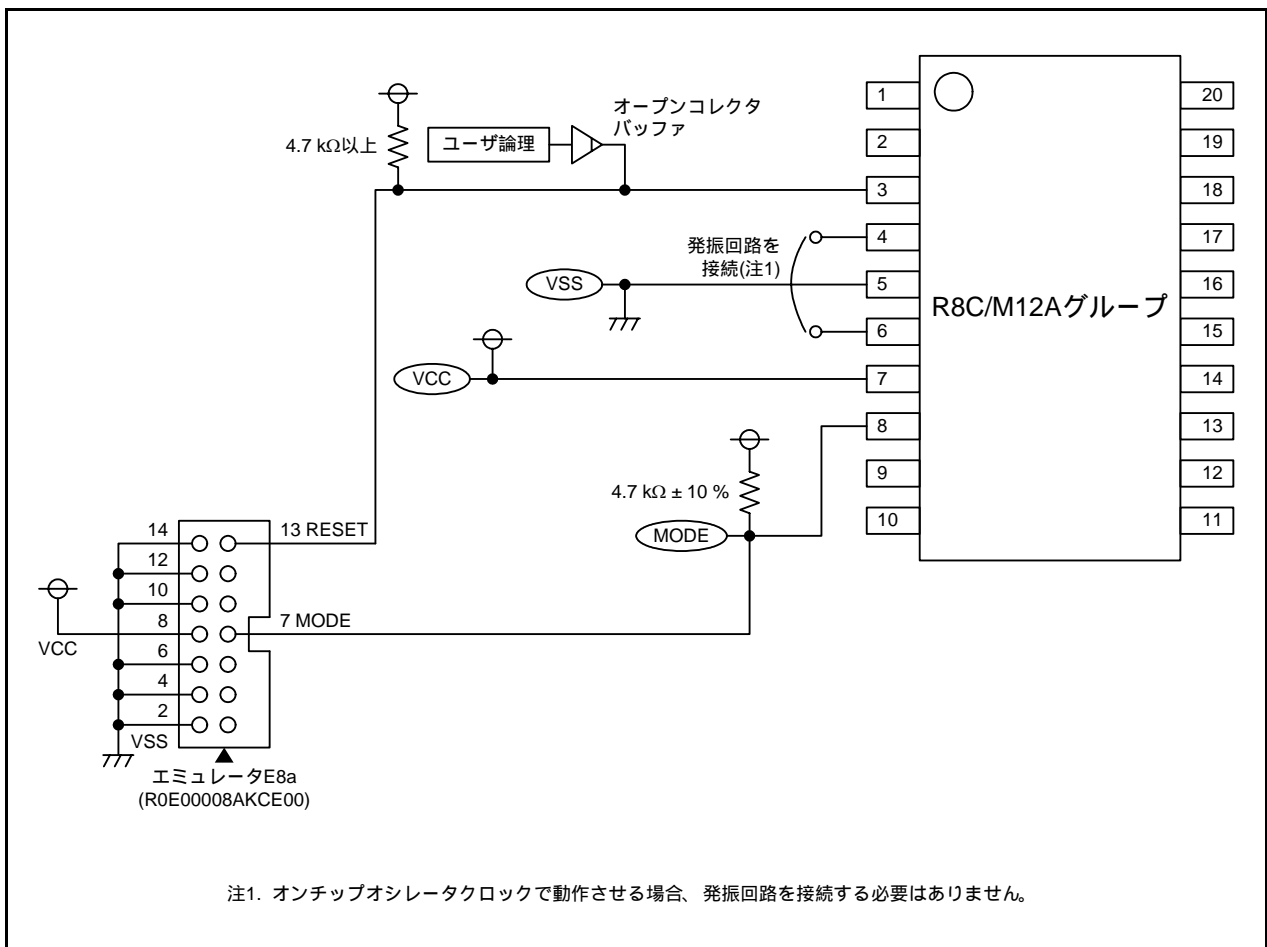 オープンコレクタ
バッファ
4.7 kΩ以上
ユーザ論理
発振回路を
接続(注1)
VSS
VCC
4.7 kΩ ± 10 %
MODE
1
2
3
4
5
6
7
8
9
10
R8C/M12Aグループ
20
19
18
17
16
15
14
13
12
11
14
13 RESET
12
10
8
7 MODE
VCC
6
4
2
VSS
エミュレータE8a
(R0E00008AKCE00)
注1. オンチップオシレータクロックで動作させる場合、発振回路を接続する必要はありません。